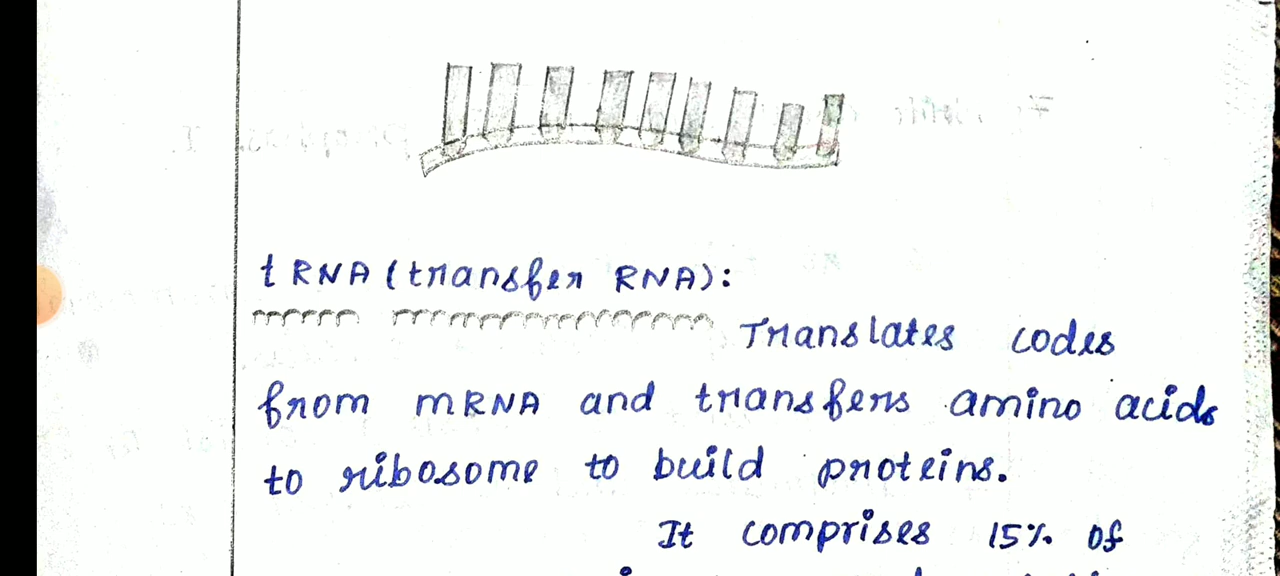 tRNA (transfer RNA):
Translates codes
from mRNA and transfers amino acids
to ribosome to build proteins.
It comprises 15% of